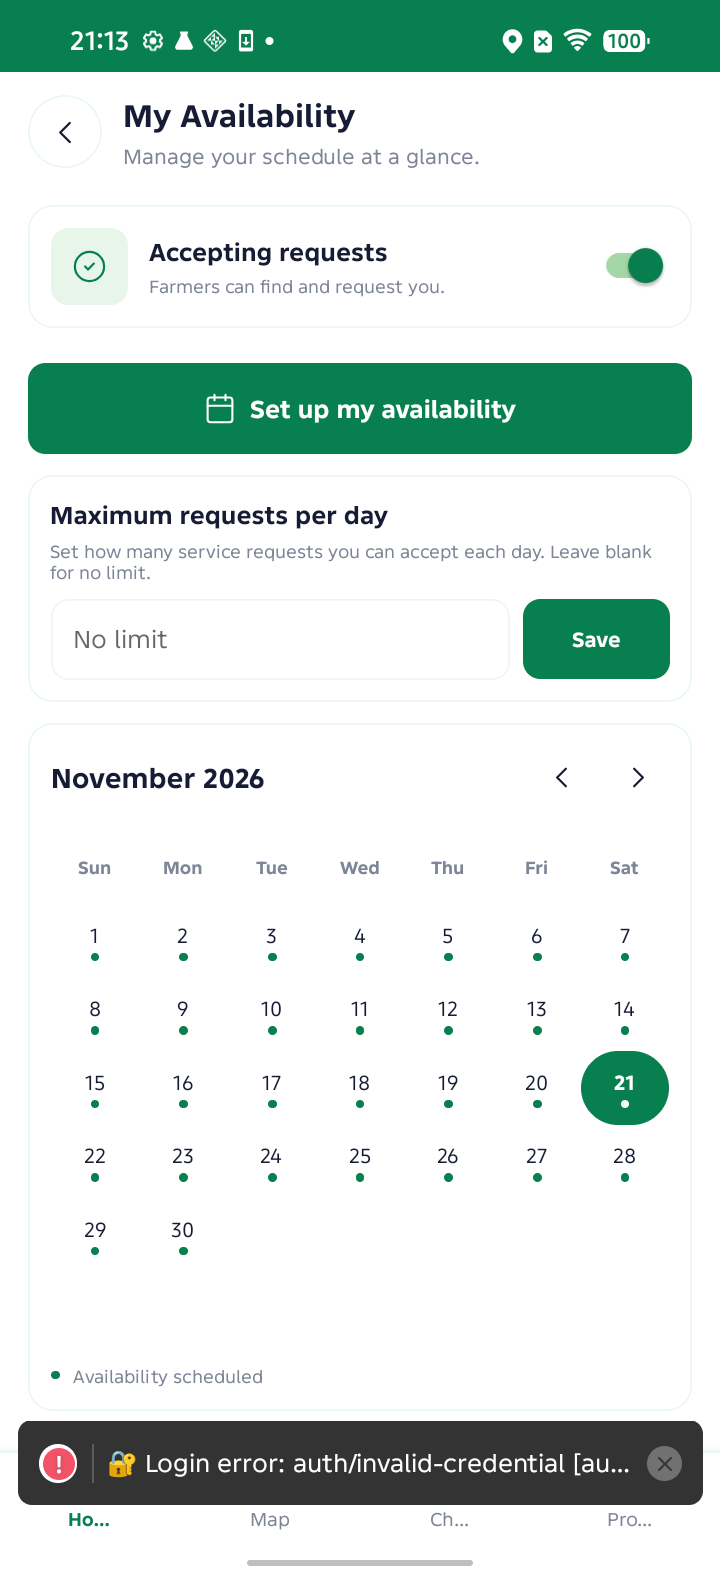 21:13
100
My Availability
Manage your schedule at a glance.
Accepting requests
Farmers can find and request you.
Set up my availability
Maximum requests per day
Set how many service requests you can accept each day. Leave blank
for no limit.
No limit
Save
November 2026
Sun Mon Tue Wed Thu Fri Sat
1 2 3 4 5 6 7
8 9 10 11 12 13 14
15 16 17 18 19 20 21
22 23 24 25 26 27 28
29 30
Availability scheduled
! 🔐 Login error: auth/invalid-credential [au...
Ho... Map Ch... Pro...